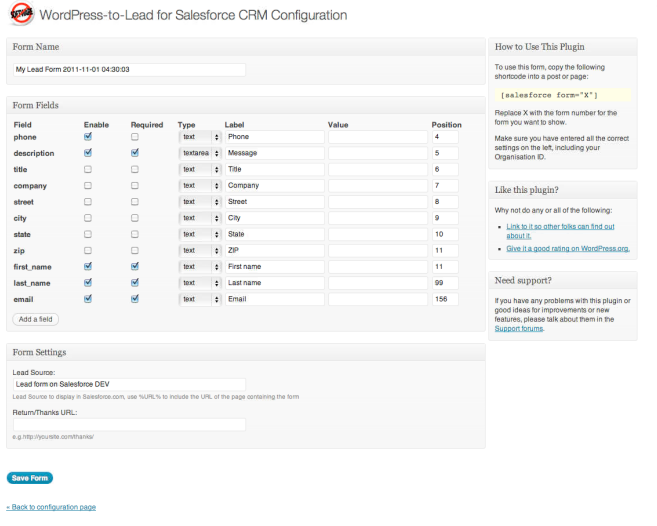 SOFTWARE
WordPress-to-Lead for Salesforce CRM Configuration
Form Name
My Lead Form 2011-11-01 04:30:03
Form Fields
Field Enable Required Type Label Value Position
phone text Phone 4
description textarea Message 5
title text Title 6
company text Company 7
street text Street 8
city text City 9
state text State 10
zip text ZIP 11
first_name text First name 11
last_name text Last name 99
email text Email 156
Add a field
Form Settings
Lead Source:
Lead form on Salesforce DEV
Lead Source to display in Salesforce.com, use %URL% to include the URL of the page containing the form
Return/Thanks URL:
e.g.http://yoursite.com/thanks/
Save Form
« Back to configuration page
How to Use This Plugin
To use this form, copy the following
shortcode into a post or page:
[salesforce form="X"]
Replace X with the form number for the
form you want to show.
Make sure you have entered all the correct
settings on the left, including your
Organisation ID.
Like this plugin?
Why not do any or all of the following:
Link to it so other folks can find out
about it.
Give it a good rating on WordPress.org.
Need support?
If you have any problems with this plugin or
good ideas for improvements or new
features, please talk about them in the
Support forums.